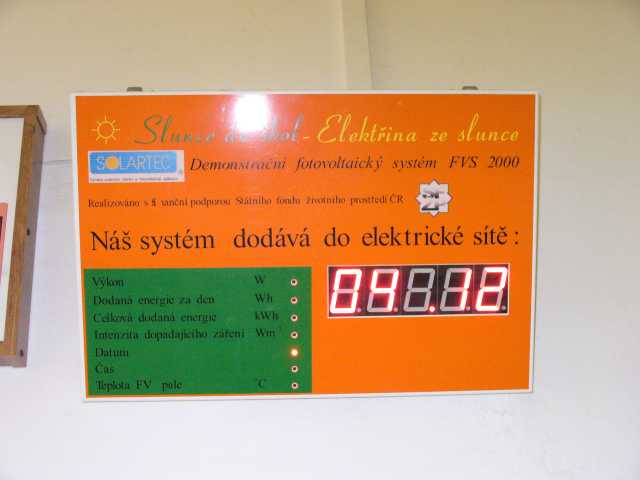 Slunce do škol - Elektřina ze slunce
SOLARTEC
Demonstrační fotovoltaický systém FVS 2000
Realizováno s finanční podporou Státního fondu životního prostředí ČR
Náš systém dodává do elektrické sítě :
04.12
Výkon W
Dodaná energie za den Wh
Celková dodaná energie kWh
Intenzita dopadajícího záření Wm
Datum
Čas
Teplota FV pole °C